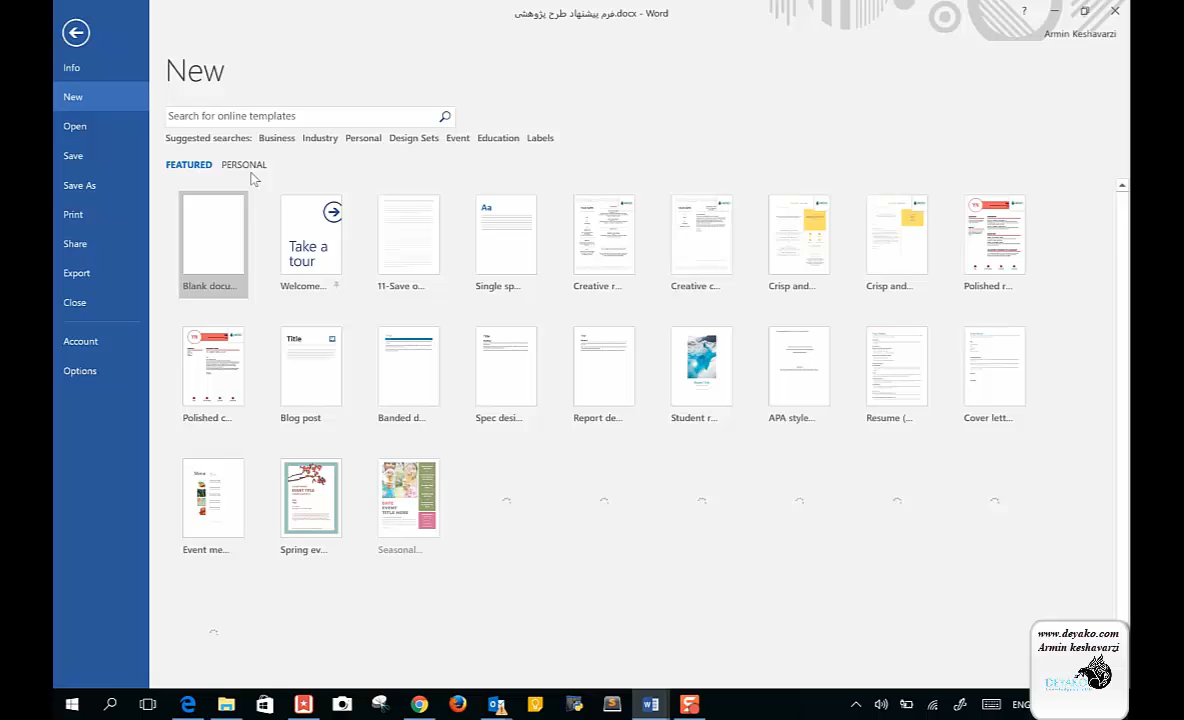 فرم پیشنهاد طرح پژوهشی.docx - Word
?
Armin Keshavarzi
Info
New
Open
Save
Save As
Print
Share
Export
Close
Account
Options
New
Search for online templates
Suggested searches: Business Industry Personal Design Sets Event Education Labels
FEATURED PERSONAL
Aa
Take a
tour
Blank docu... Welcome... 11-Save o... Single sp... Creative r... Creative c... Crisp and... Crisp and... Polished r...
Title
Polished c... Blog post Banded d... Spec desi... Report de... Student r... APA style... Resume (... Cover lett...
Event me... Spring ev... Seasonal...
www.deyako.com
Armin keshavarzi
DEYAKO
ENG